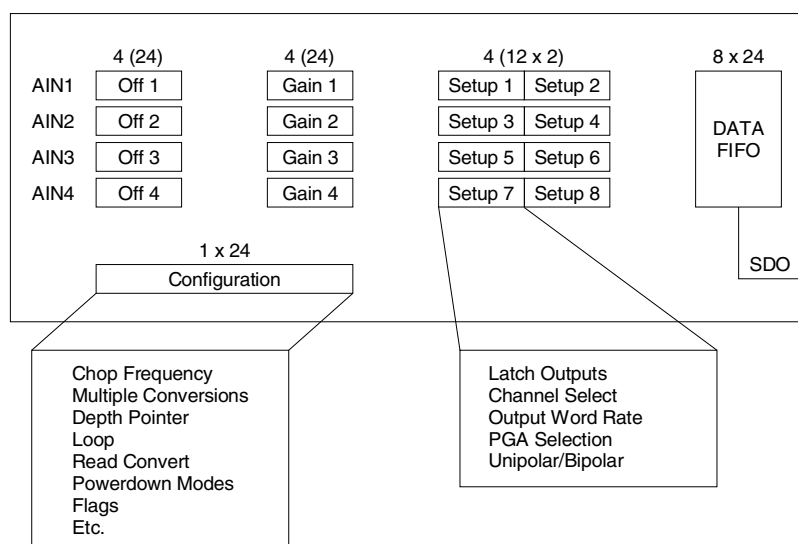 4 (24) 4 (24) 4 (12 x 2) 8 x 24
AIN1 Off 1 Gain 1 Setup 1 Setup 2
AIN2 Off 2 Gain 2 Setup 3 Setup 4
AIN3 Off 3 Gain 3 Setup 5 Setup 6
AIN4 Off 4 Gain 4 Setup 7 Setup 8
DATA
FIFO
SDO
1 x 24
Configuration
Chop Frequency
Multiple Conversions
Depth Pointer
Loop
Read Convert
Powerdown Modes
Flags
Etc.
Latch Outputs
Channel Select
Output Word Rate
PGA Selection
Unipolar/Bipolar